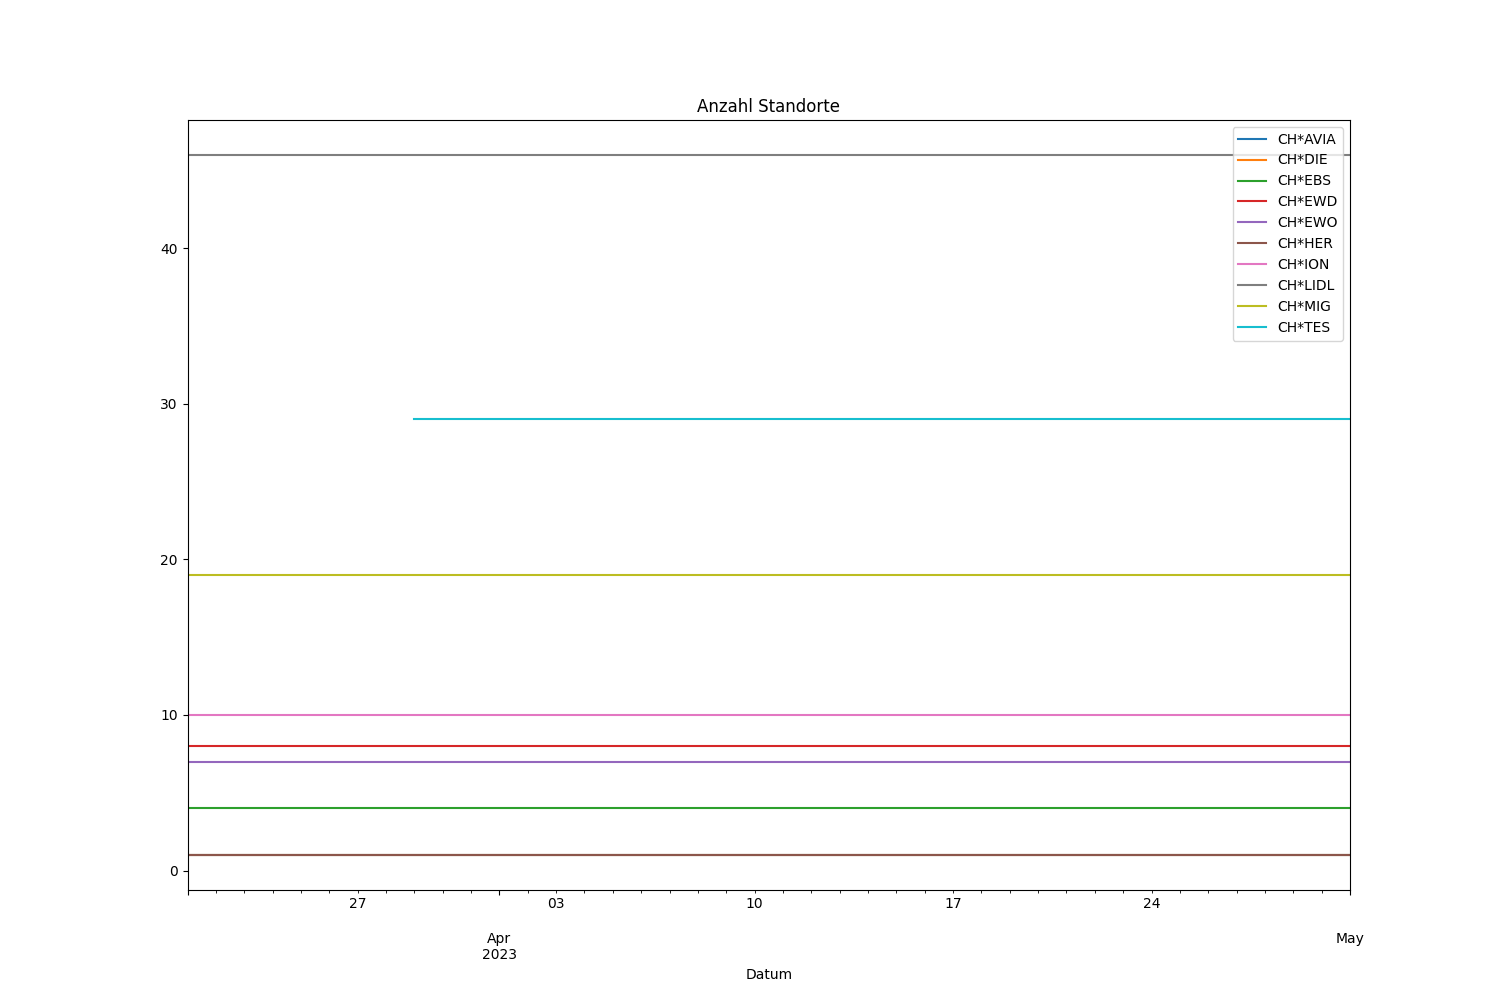 Anzahl Standorte
CH*AVIA
CH*DIE
CH*EBS
CH*EWD
CH*EWO
CH*HER
CH*ION
CH*LIDL
CH*MIG
CH*TES
40
30
20
10
0
27
03
10
17
24
Apr
May
2023
Datum